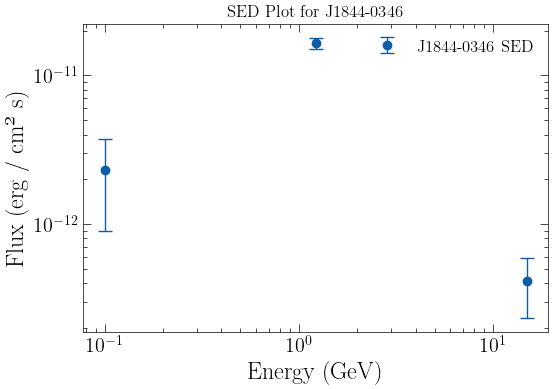 SED Plot for J1844-0346
J1844-0346 SED
10⁻¹¹
10⁻¹²
Flux (erg / cm² s)
10⁻¹ 10⁰ 10¹
Energy (GeV)